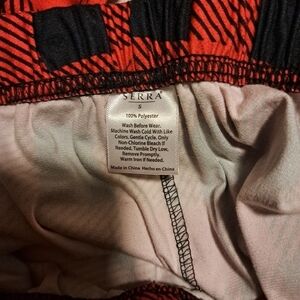 SERRA
S
100% Polyester
Wash Before Wear.
Machine Wash Cold With Like
Colors, Gentle Cycle, Only
Non-Chlorine Bleach If
Needed, Tumble Dry Low,
Remove Promptly.
Warm Iron If Needed.
Made in China Hecho en China